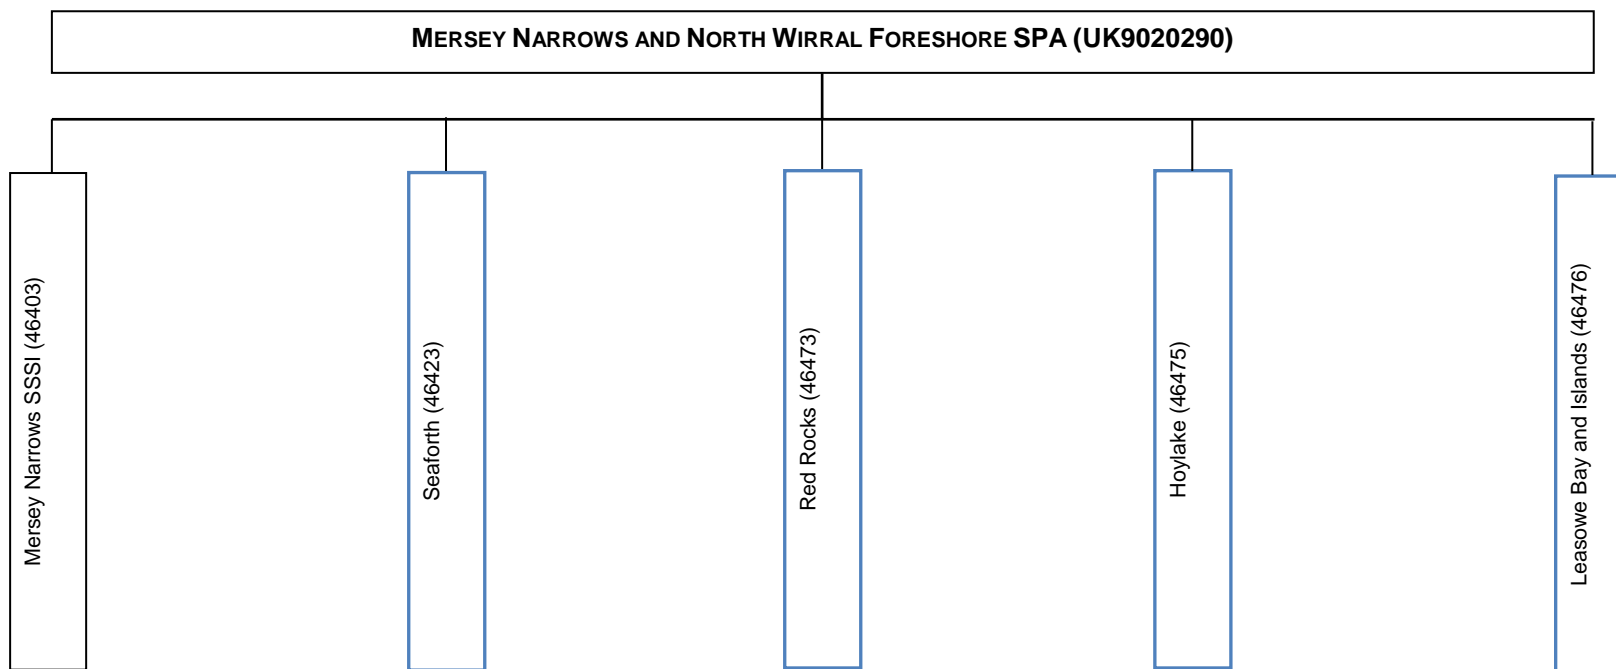 MERSEY NARROWS AND NORTH WIRRAL FORESHORE SPA (UK9020290)
Mersey Narrows SSSI (46403)
Seaforth (46423)
Red Rocks (46473)
Hoylake (46475)
Leasowe Bay and Islands (46476)